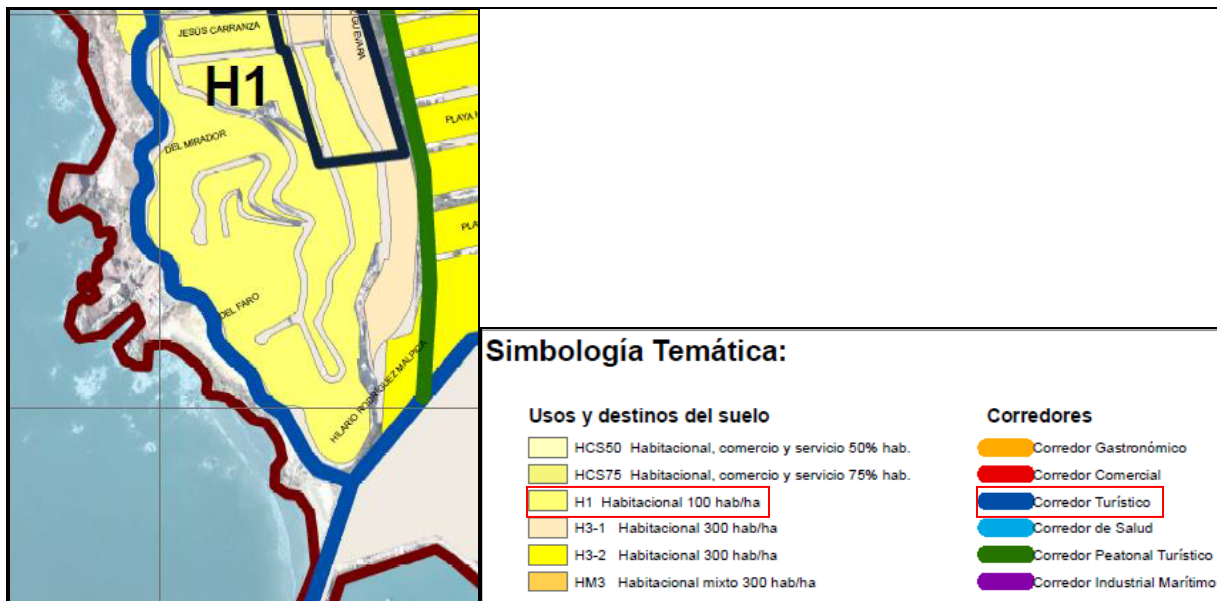 JESÚS CARRANZA
GUEVARA
H1
PLAYA
DEL MIRADOR
DEL FARO
HILARIO RODRÍGUEZ MALPICA
Simbología Temática:
Usos y destinos del suelo
HCS50 Habitacional, comercio y servicio 50% hab.
HCS75 Habitacional, comercio y servicio 75% hab.
H1 Habitacional 100 hab/ha
H3-1 Habitacional 300 hab/ha
H3-2 Habitacional 300 hab/ha
HM3 Habitacional mixto 300 hab/ha
Corredores
Corredor Gastronómico
Corredor Comercial
Corredor Turístico
Corredor de Salud
Corredor Peatonal Turístico
Corredor Industrial Marítimo